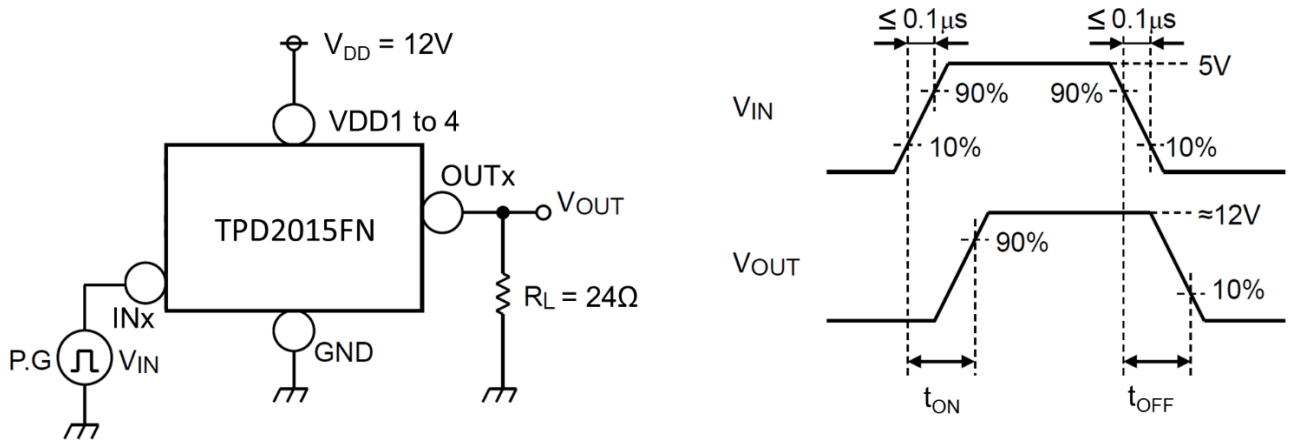 V_DD = 12V
VDD1 to 4
OUTx
V_OUT
TPD2015FN
R_L = 24Ω
INx
GND
P.G
V_IN
≤ 0.1μs
≤ 0.1μs
5V
V_IN
90%
90%
10%
10%
≈12V
V_OUT
90%
10%
t_ON
t_OFF